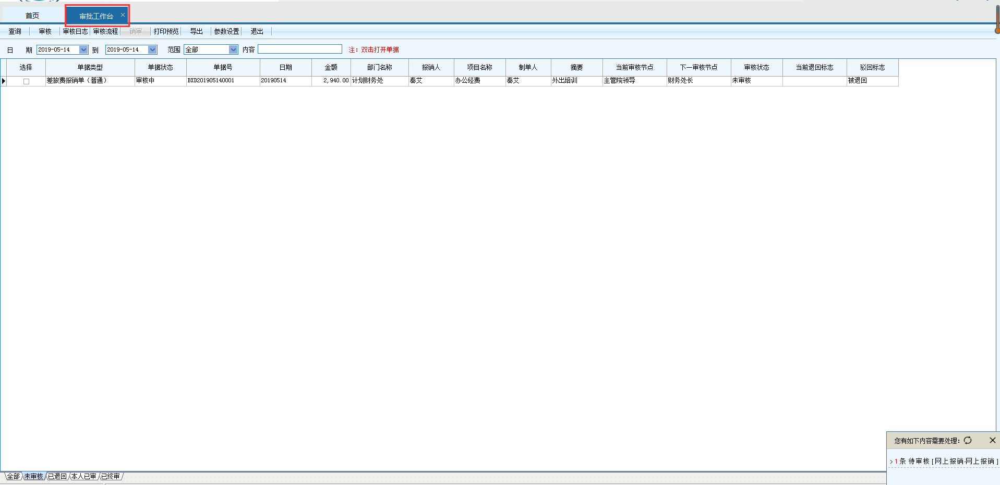 首页 审批工作台 ×
查询 审核 审核日志 审核流程 销审 打印预览 导出 参数设置 退出
日 期 2019-05-14 到 2019-05-14 范围 全部 内容 注：双击打开单据
选择 单据类型 单据状态 单据号 日期 金额 部门名称 报销人 项目名称 制单人 摘要 当前审核节点 下一审核节点 审核状态 当前退回标志 驳回标志
差旅费报销单（普通） 审核中 BXD201905140001 20190514 2,940.00 计划财务处 秦艾 办公经费 秦艾 外出培训 主管院领导 财务处长 未审核 被退回
您有如下内容需要处理：
>1条 待审核[网上报销-网上报销]
全部 未审核 已退回 本人已审 已终审